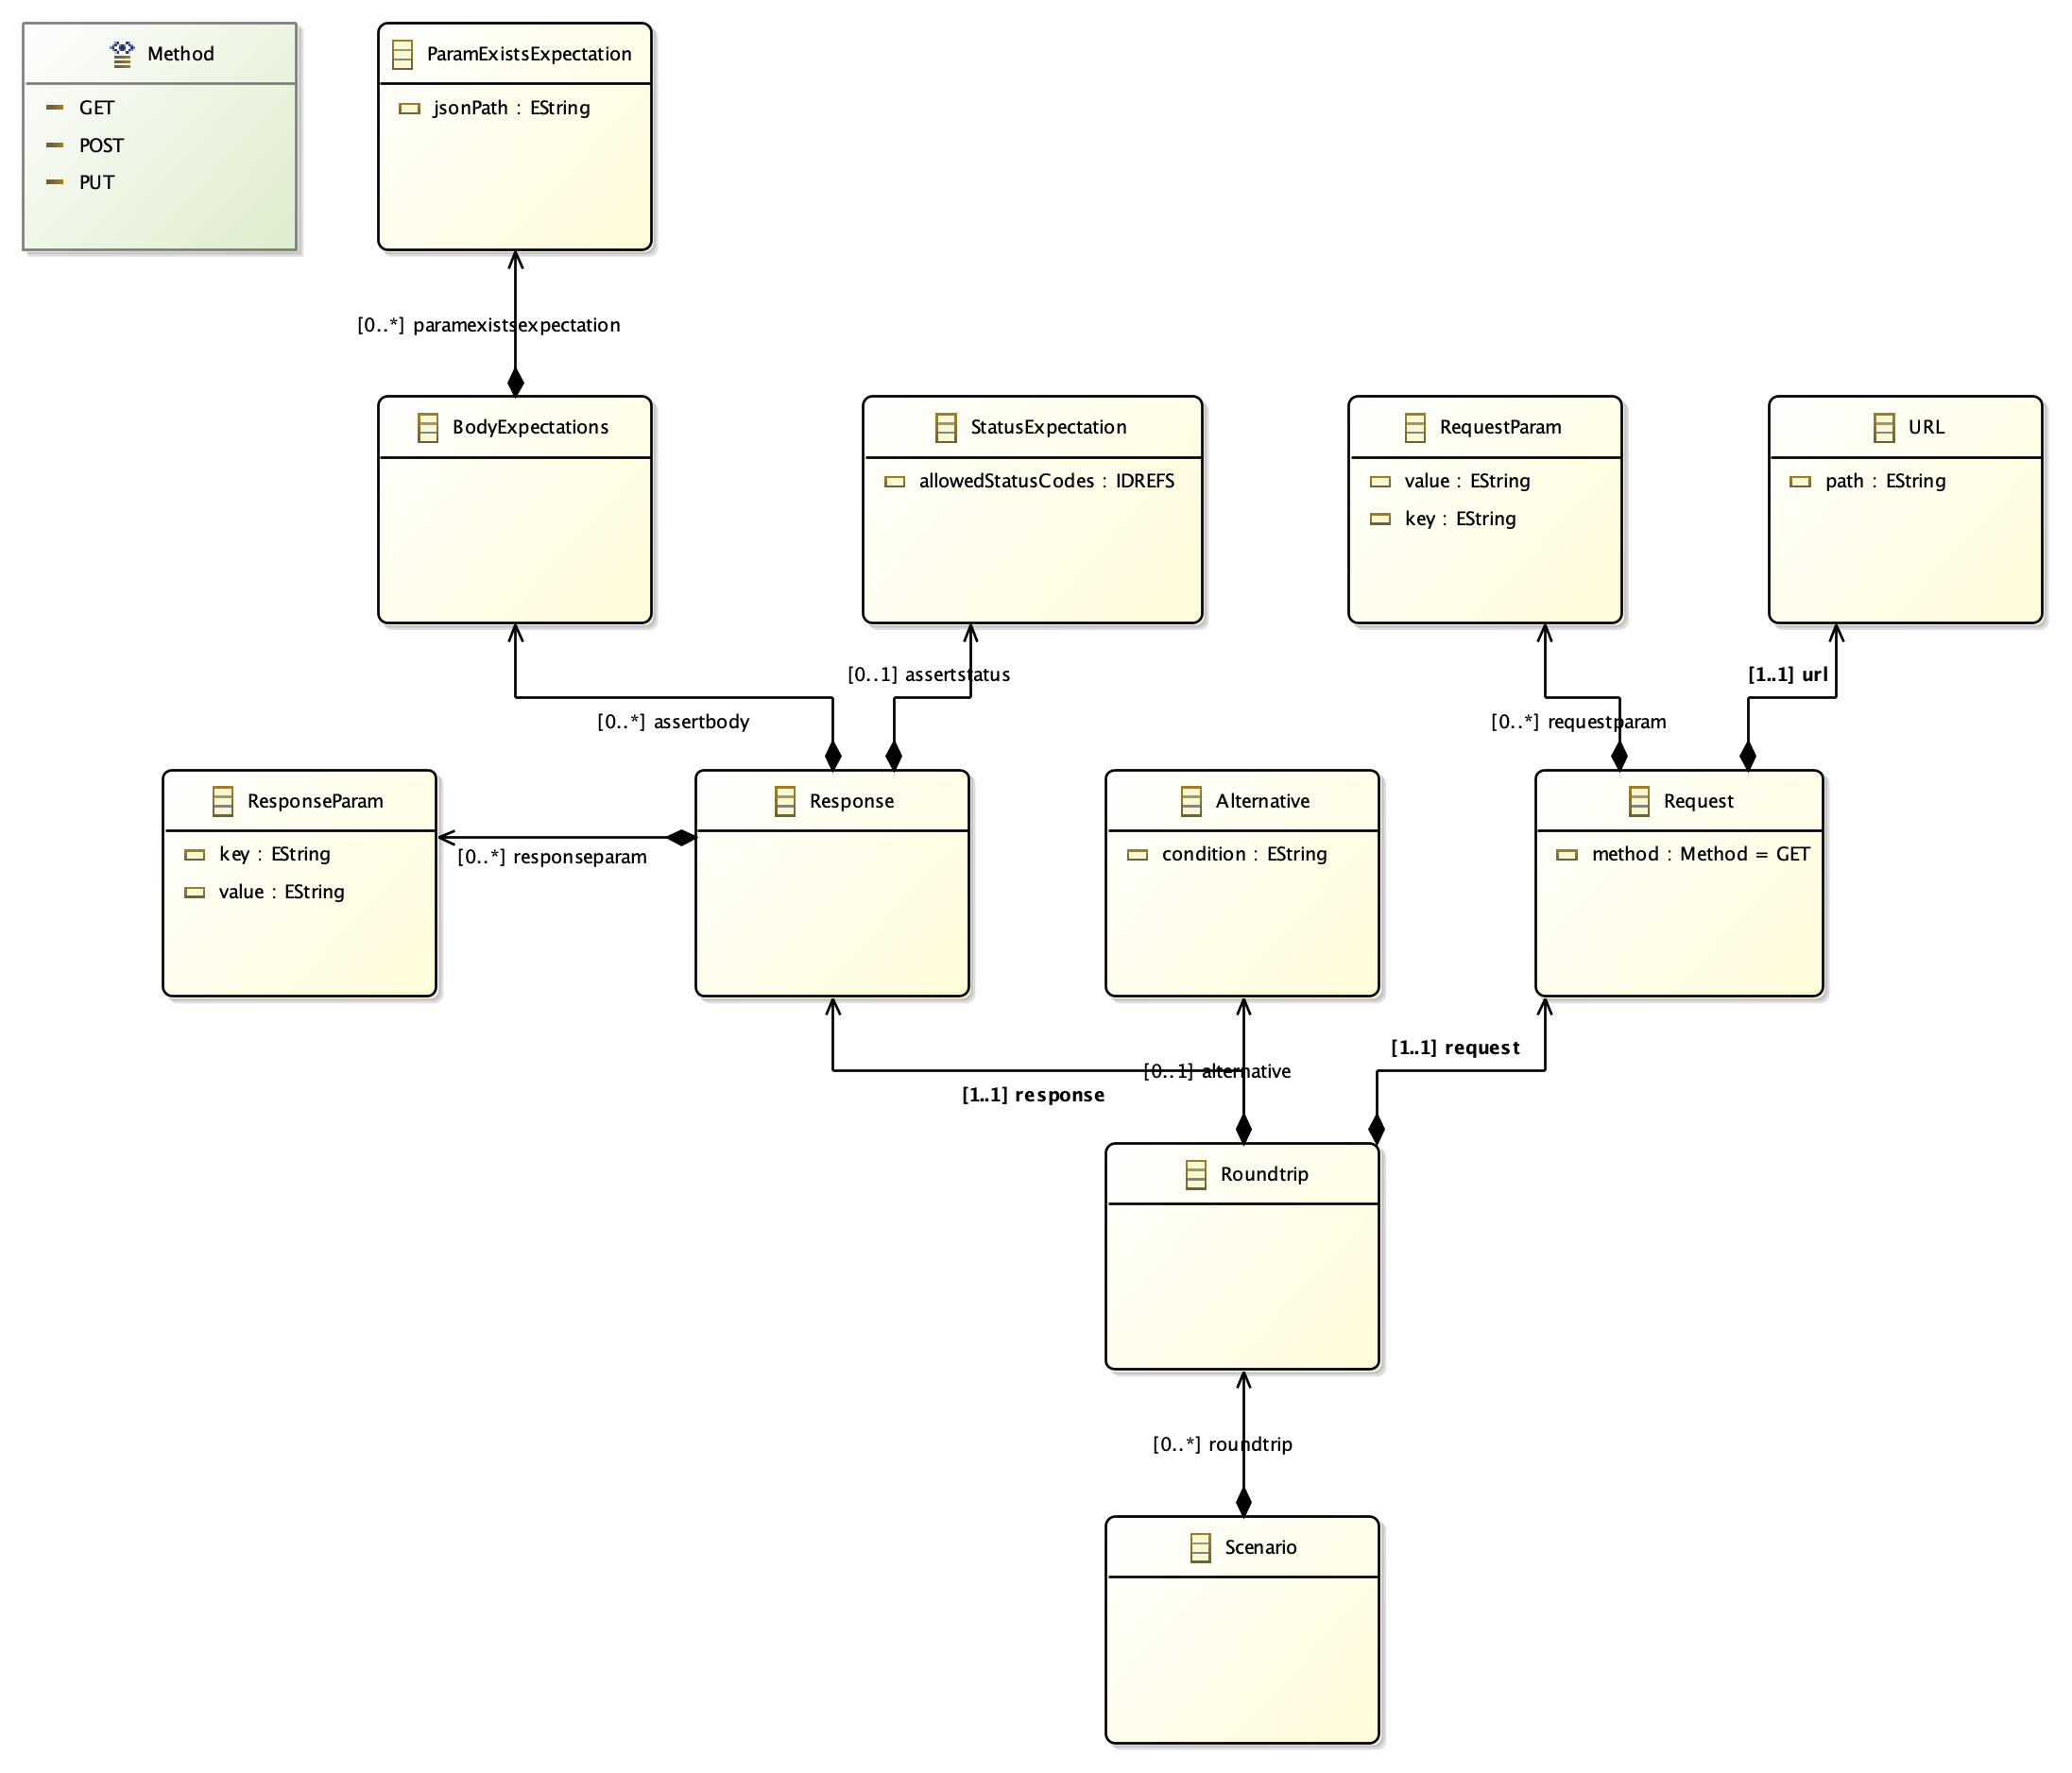 Method
GET
POST
PUT
ParamExistsExpectation
jsonPath : EString
[0..*] paramexistsexpectation
BodyExpectations
StatusExpectation
allowedStatusCodes : IDREFS
RequestParam
value : EString
key : EString
URL
path : EString
[0..1] assertstatus
[1..1] url
[0..*] assertbody
[0..*] requestparam
ResponseParam
key : EString
value : EString
[0..*] responseparam
Response
Alternative
condition : EString
Request
method : Method = GET
[1..1] request
[0..1] alternative
[1..1] response
Roundtrip
[0..*] roundtrip
Scenario